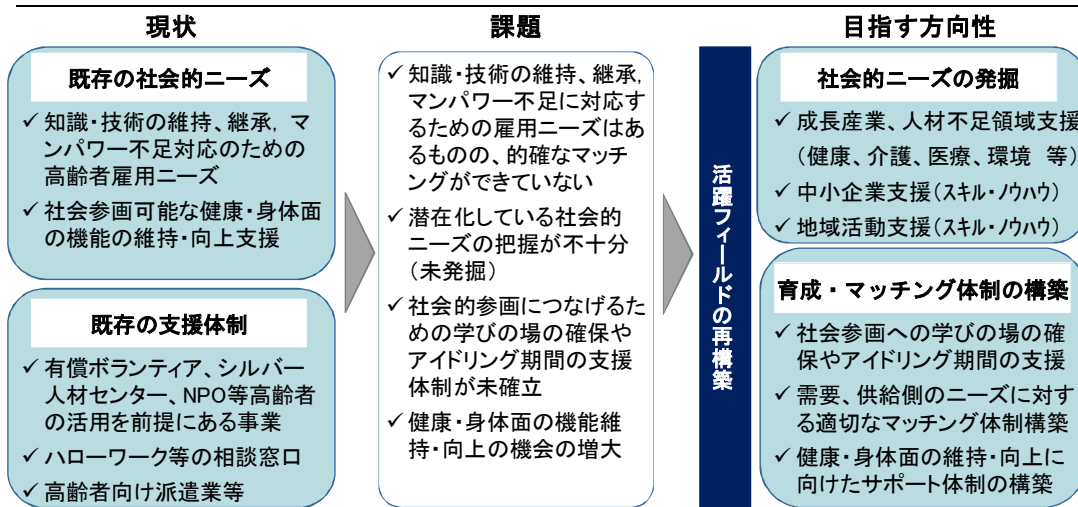 現状
既存の社会的ニーズ
✓ 知識・技術の維持、継承, マ
ンパワー不足対応のための
高齢者雇用ニーズ
✓ 社会参画可能な健康・身体面
の機能の維持・向上支援
既存の支援体制
✓ 有償ボランティア、シルバー
人材センター、NPO等高齢者
の活用を前提にある事業
✓ ハローワーク等の相談窓口
✓ 高齢者向け派遣業等
課題
✓ 知識・技術の維持、継承,
マンパワー不足に対応す
るための雇用ニーズはあ
るものの、的確なマッチ
ングができていない
✓ 潜在化している社会的
ニーズの把握が不十分
(未発掘)
✓ 社会的参画につなげるた
めの学びの場の確保や
アイドリング期間の支援
体制が未確立
✓ 健康・身体面の機能維
持・向上の機会の増大
活躍フィールドの再構築
目指す方向性
社会的ニーズの発掘
✓ 成長産業、人材不足領域支援
(健康、介護、医療、環境 等)
✓ 中小企業支援(スキル・ノウハウ)
✓ 地域活動支援(スキル・ノウハウ)
育成・マッチング体制の構築
✓ 社会参画への学びの場の確
保やアイドリング期間の支援
✓ 需要、供給側のニーズに対す
る適切なマッチング体制構築
✓ 健康・身体面の維持・向上に
向けたサポート体制の構築